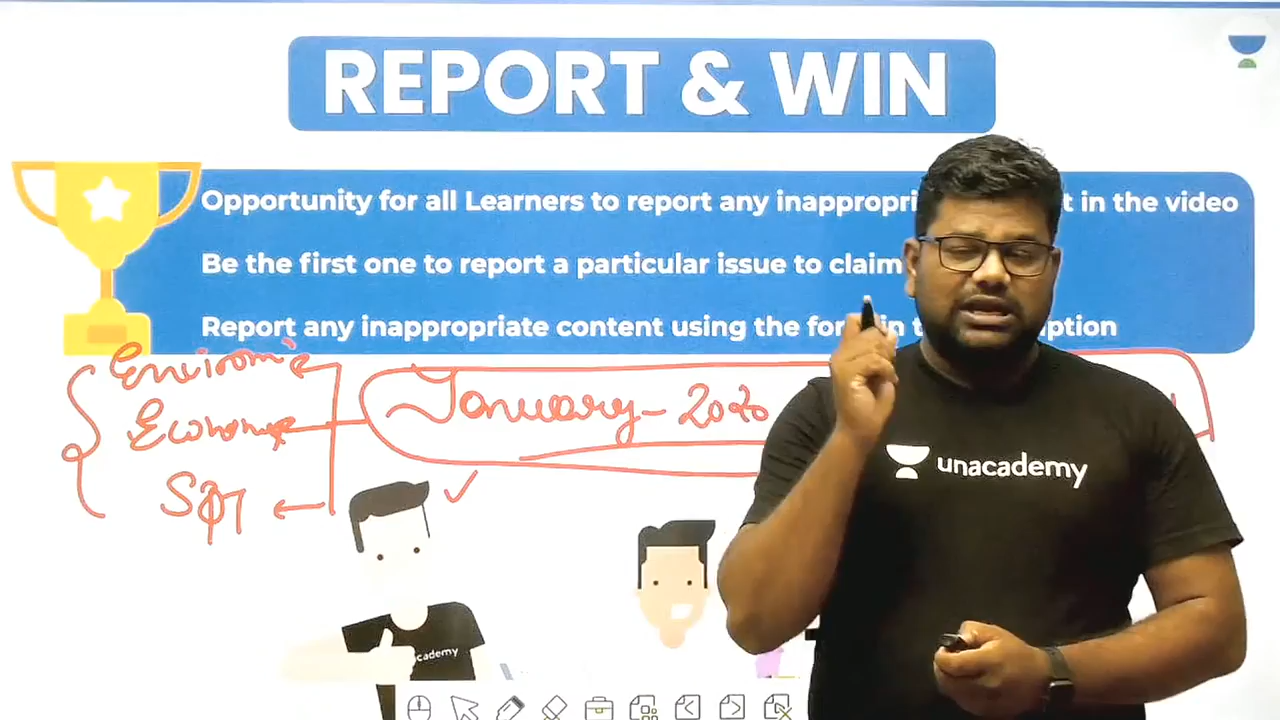 REPORT & WIN
Opportunity for all Learners to report any inappropri t in the video
Be the first one to report a particular issue to claim
Report any inappropriate content using the for in t ption
January - 2020
unacademy
S&T
cademy